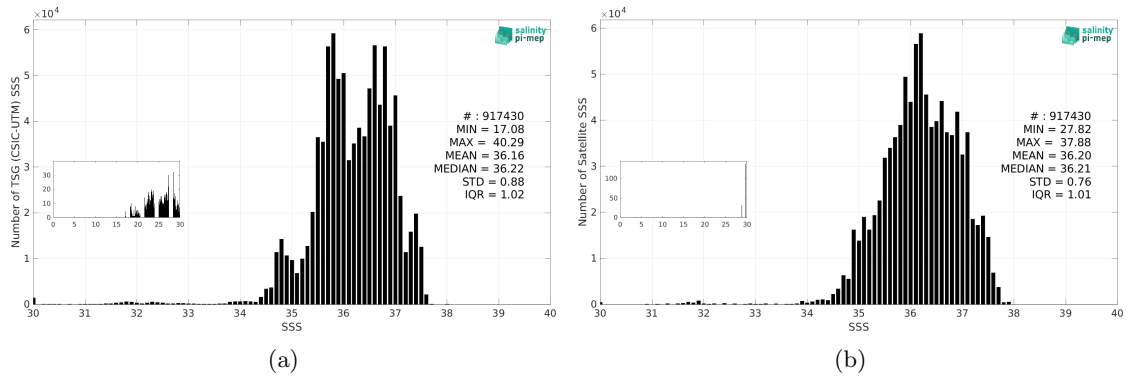 ×10⁴
6
5
4
3
2
1
0
Number of TSG (CSIC-UTM) SSS
salinity
pi-mep
# : 917430
MIN = 17.08
MAX = 40.29
MEAN = 36.16
MEDIAN = 36.22
STD = 0.88
IQR = 1.02
30
20
10
0
0 5 10 15 20 25 30
30 31 32 33 34 35 36 37 38 39 40
SSS
(a)
×10⁴
6
5
4
3
2
1
0
Number of Satellite SSS
salinity
pi-mep
# : 917430
MIN = 27.82
MAX = 37.88
MEAN = 36.20
MEDIAN = 36.21
STD = 0.76
IQR = 1.01
100
50
0
0 5 10 15 20 25 30
30 31 32 33 34 35 36 37 38 39 40
SSS
(b)